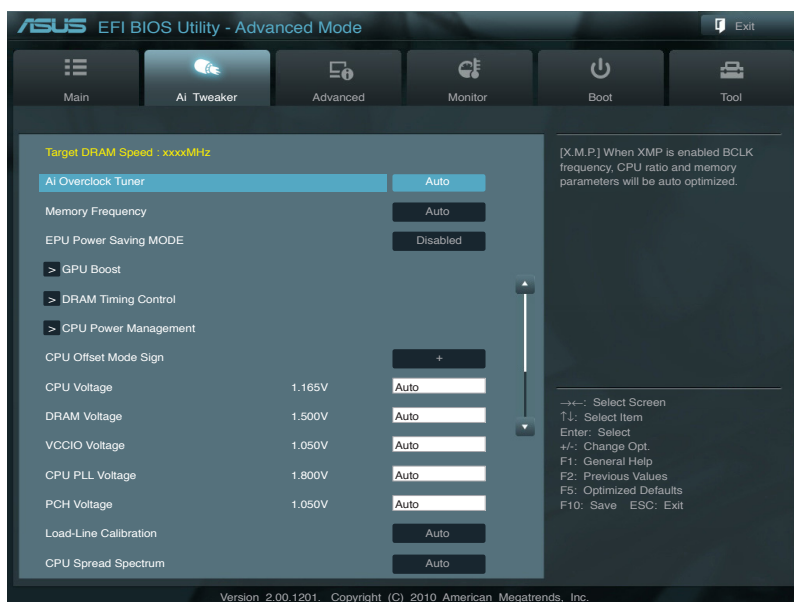 ASUS EFI BIOS Utility - Advanced Mode
Exit
Main
Ai Tweaker
Advanced
Monitor
Boot
Tool
Target DRAM Speed : xxxxMHz
Ai Overclock Tuner Auto
Memory Frequency Auto
EPU Power Saving MODE Disabled
> GPU Boost
> DRAM Timing Control
> CPU Power Management
CPU Offset Mode Sign +
CPU Voltage 1.165V Auto
DRAM Voltage 1.500V Auto
VCCIO Voltage 1.050V Auto
CPU PLL Voltage 1.800V Auto
PCH Voltage 1.050V Auto
Load-Line Calibration Auto
CPU Spread Spectrum Auto
[X.M.P.] When XMP is enabled BCLK
frequency, CPU ratio and memory
parameters will be auto optimized.
→←: Select Screen
↑↓: Select Item
Enter: Select
+/-: Change Opt.
F1: General Help
F2: Previous Values
F5: Optimized Defaults
F10: Save ESC: Exit
Version 2.00.1201. Copyright (C) 2010 American Megatrends, Inc.